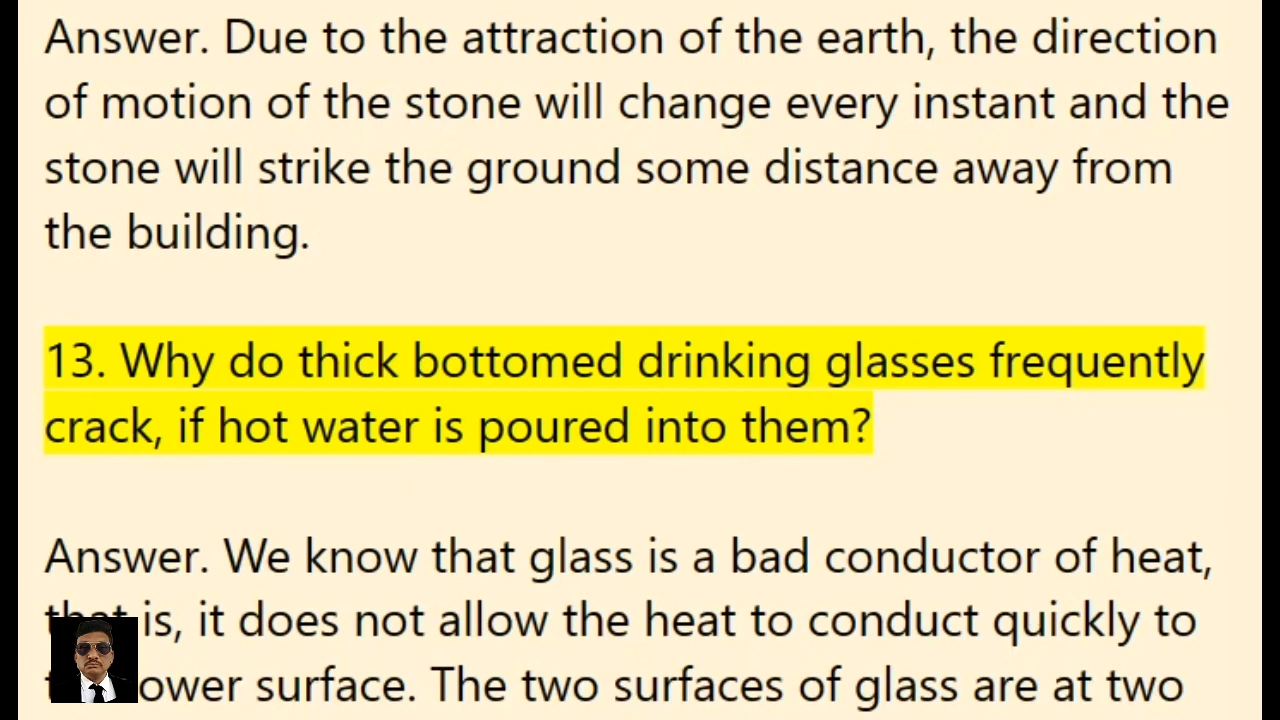 Answer. Due to the attraction of the earth, the direction
of motion of the stone will change every instant and the
stone will strike the ground some distance away from
the building.
13. Why do thick bottomed drinking glasses frequently
crack, if hot water is poured into them?
Answer. We know that glass is a bad conductor of heat,
that is, it does not allow the heat to conduct quickly to
ower surface. The two surfaces of glass are at two